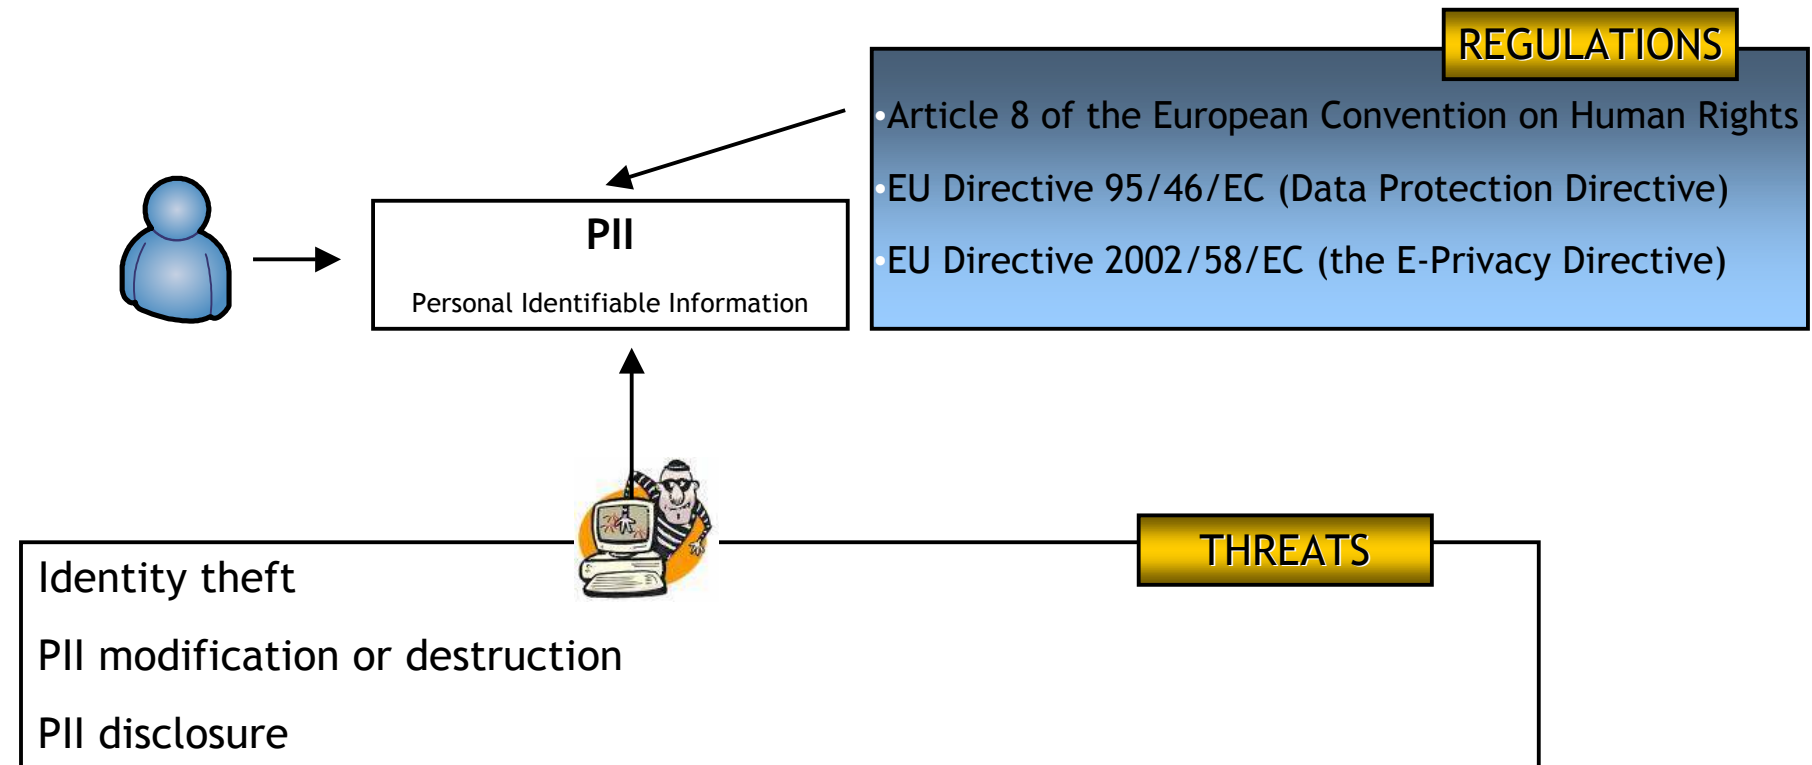 REGULATIONS
•Article 8 of the European Convention on Human Rights
•EU Directive 95/46/EC (Data Protection Directive)
•EU Directive 2002/58/EC (the E-Privacy Directive)
PII
Personal Identifiable Information
THREATS
Identity theft
PII modification or destruction
PII disclosure